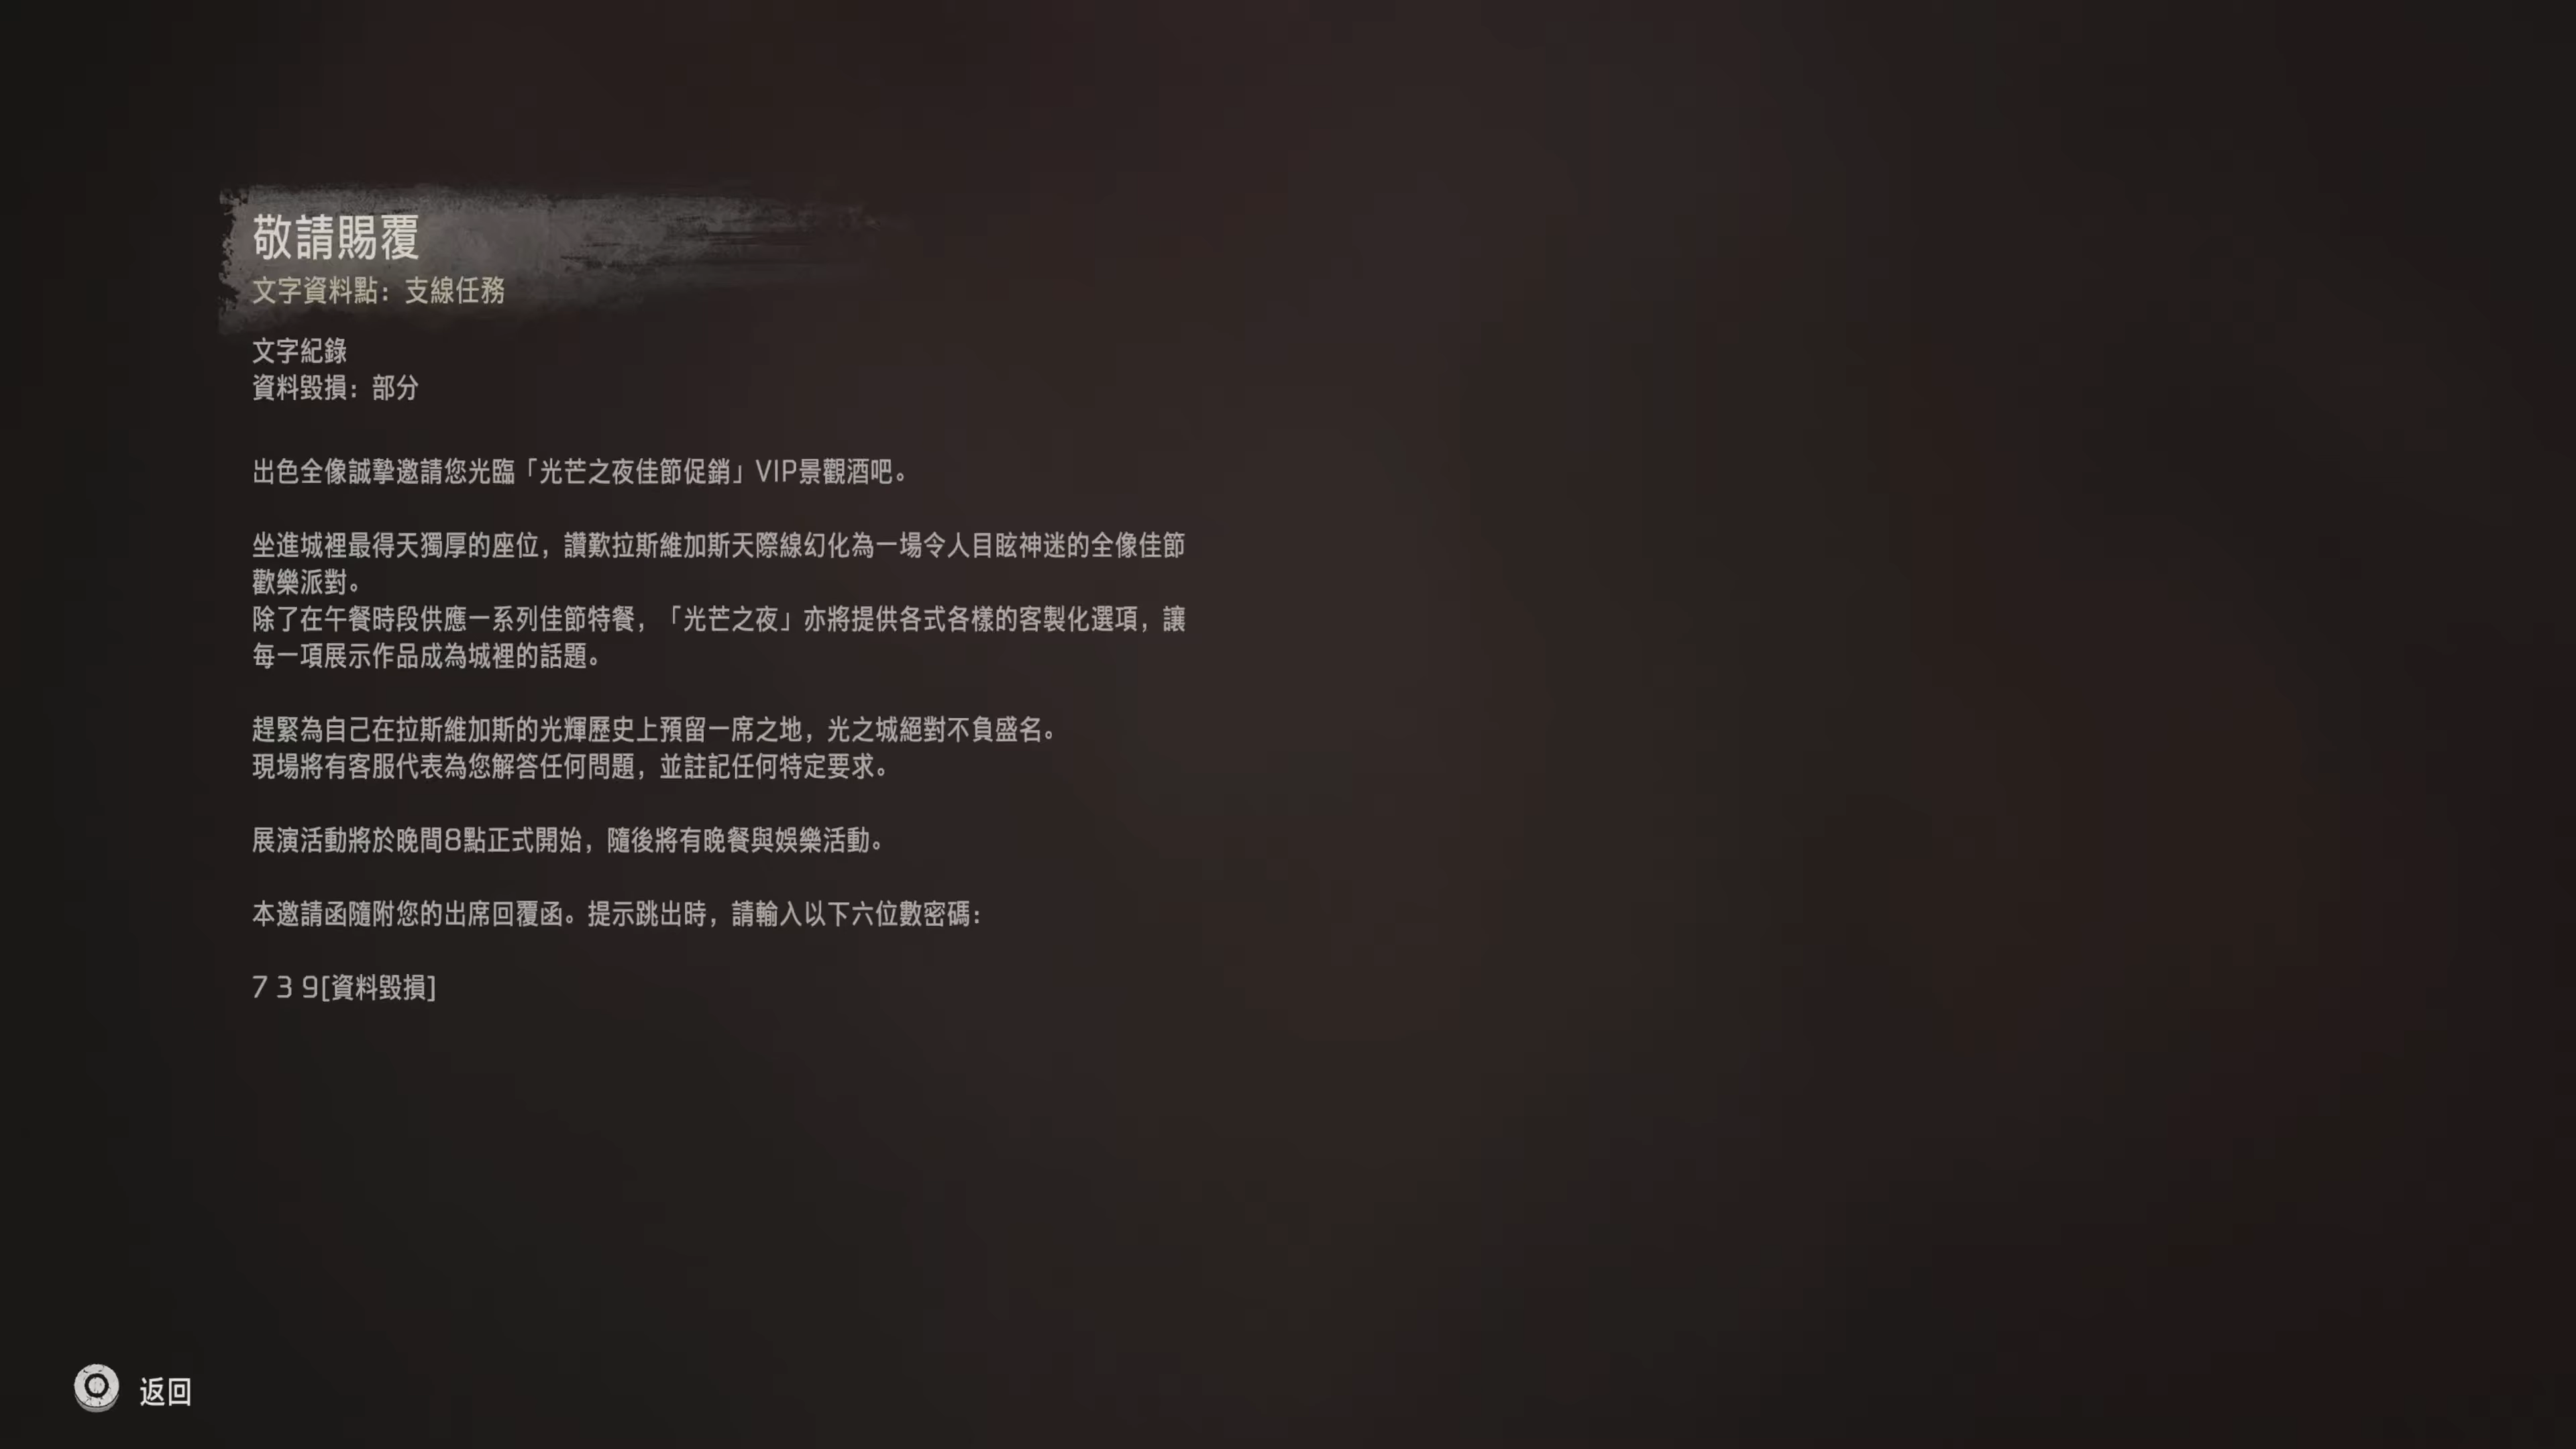 敬請賜覆
文字資料點：支線任務
文字紀錄
資料毀損：部分
出色全像誠摯邀請您光臨「光芒之夜佳節促銷」VIP景觀酒吧。
坐進城裡最得天獨厚的座位，讚歎拉斯維加斯天際線幻化為一場令人目眩神迷的全像佳節
歡樂派對。
除了在午餐時段供應一系列佳節特餐，「光芒之夜」亦將提供各式各樣的客製化選項，讓
每一項展示作品成為城裡的話題。
趕緊為自己在拉斯維加斯的光輝歷史上預留一席之地，光之城絕對不負盛名。
現場將有客服代表為您解答任何問題，並註記任何特定要求。
展演活動將於晚間8點正式開始，隨後將有晚餐與娛樂活動。
本邀請函隨附您的出席回覆函。提示跳出時，請輸入以下六位數密碼：
7 3 9[資料毀損]
返回